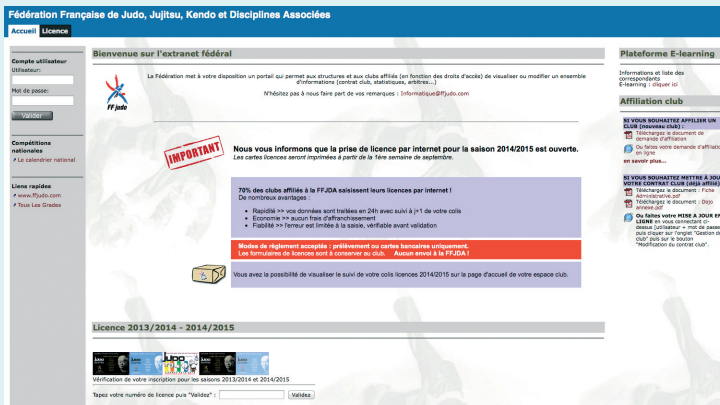 Fédération Française de Judo, Jujitsu, Kendo et Disciplines Associées
Accueil Licence
Compte utilisateur
Utilisateur:
Mot de passe:
Valider
Compétitions
nationales
Le calendrier national
Liens rapides
www.ffjudo.com
Tous Les Grades
Bienvenue sur l'extranet fédéral
FFjudo
La Fédération met à votre disposition un portail qui permet aux structures et aux clubs affiliés (en fonction des droits d'accès) de visualiser ou modifier un ensemble
d'informations (contrat club, statistiques, arbitres...)
N'hésitez pas à nous faire part de vos remarques : Informatique@ffjudo.com
IMPORTANT
Nous vous informons que la prise de licence par internet pour la saison 2014/2015 est ouverte.
Les cartes licences seront imprimées à partir de la 1ère semaine de septembre.
70% des clubs affiliés à la FFJDA saisissent leurs licences par internet !
De nombreux avantages :
• Rapidité >> vos données sont traitées en 24h avec suivi à j+1 de votre colis
• Economie >> aucun frais d'affranchissement
• Fiabilité >> l'erreur est limitée à la saisie, vérifiable avant validation
Modes de réglement acceptés : prélèvement ou cartes bancaires uniquement.
Les formulaires de licences sont à conserver au club. Aucun envoi à la FFJDA !
Vous avez la possibilité de visualiser le suivi de votre colis licences 2014/2015 sur la page d'accueil de votre espace club.
Licence 2013/2014 - 2014/2015
Vérification de votre inscription pour les saisons 2013/2014 et 2014/2015
Tapez votre numéro de licence puis "Validez" :
Validez
Plateforme E-learning
Informations et liste des
correspondants
E-learning : cliquer ici
Affiliation club
SI VOUS SOUHAITEZ AFFILIER UN
CLUB (nouveau club) :
Téléchargez le document de
demande d'affiliation
Ou faites votre demande d'affiliatio
en ligne
en savoir plus...
SI VOUS SOUHAITEZ METTRE À JOU
VOTRE CONTRAT CLUB (déjà affilié)
Téléchargez le document : Fiche
Administrative.pdf
Téléchargez le document : Dojo
annexe.pdf
Ou faites votre MISE À JOUR EN
LIGNE en vous connectant ci-
dessus (utilisateur + mot de passe
puis cliquer sur l'onglet "Gestion de
club" puis sur le bouton
"Modification du contrat club".